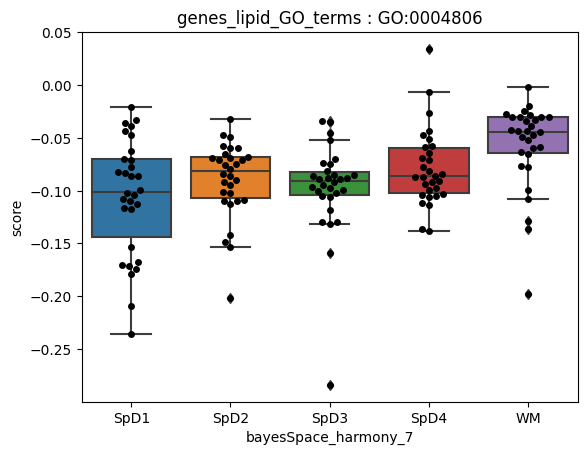 genes_lipid_GO_terms : GO:0004806
0.05
0.00
−0.05
−0.10
−0.15
−0.20
−0.25
score
SpD1 SpD2 SpD3 SpD4 WM
bayesSpace_harmony_7